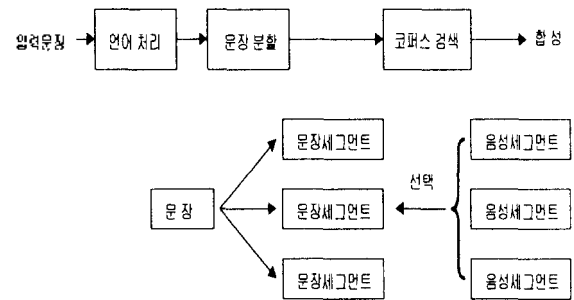 입력문장
언어 처리
문장 분할
코퍼스 검색
합성
문장세그먼트
음성세그먼트
선택
문장
문장세그먼트
음성세그먼트
문장세그먼트
음성세그먼트